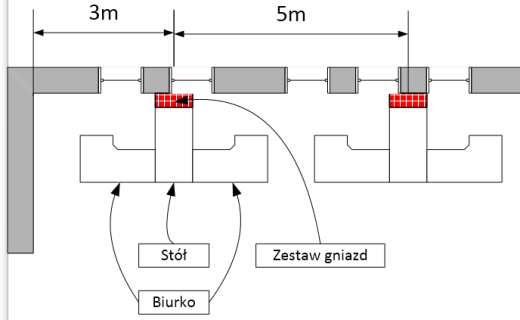 3m
5m
Stół
Zestaw gniazd
Biurko